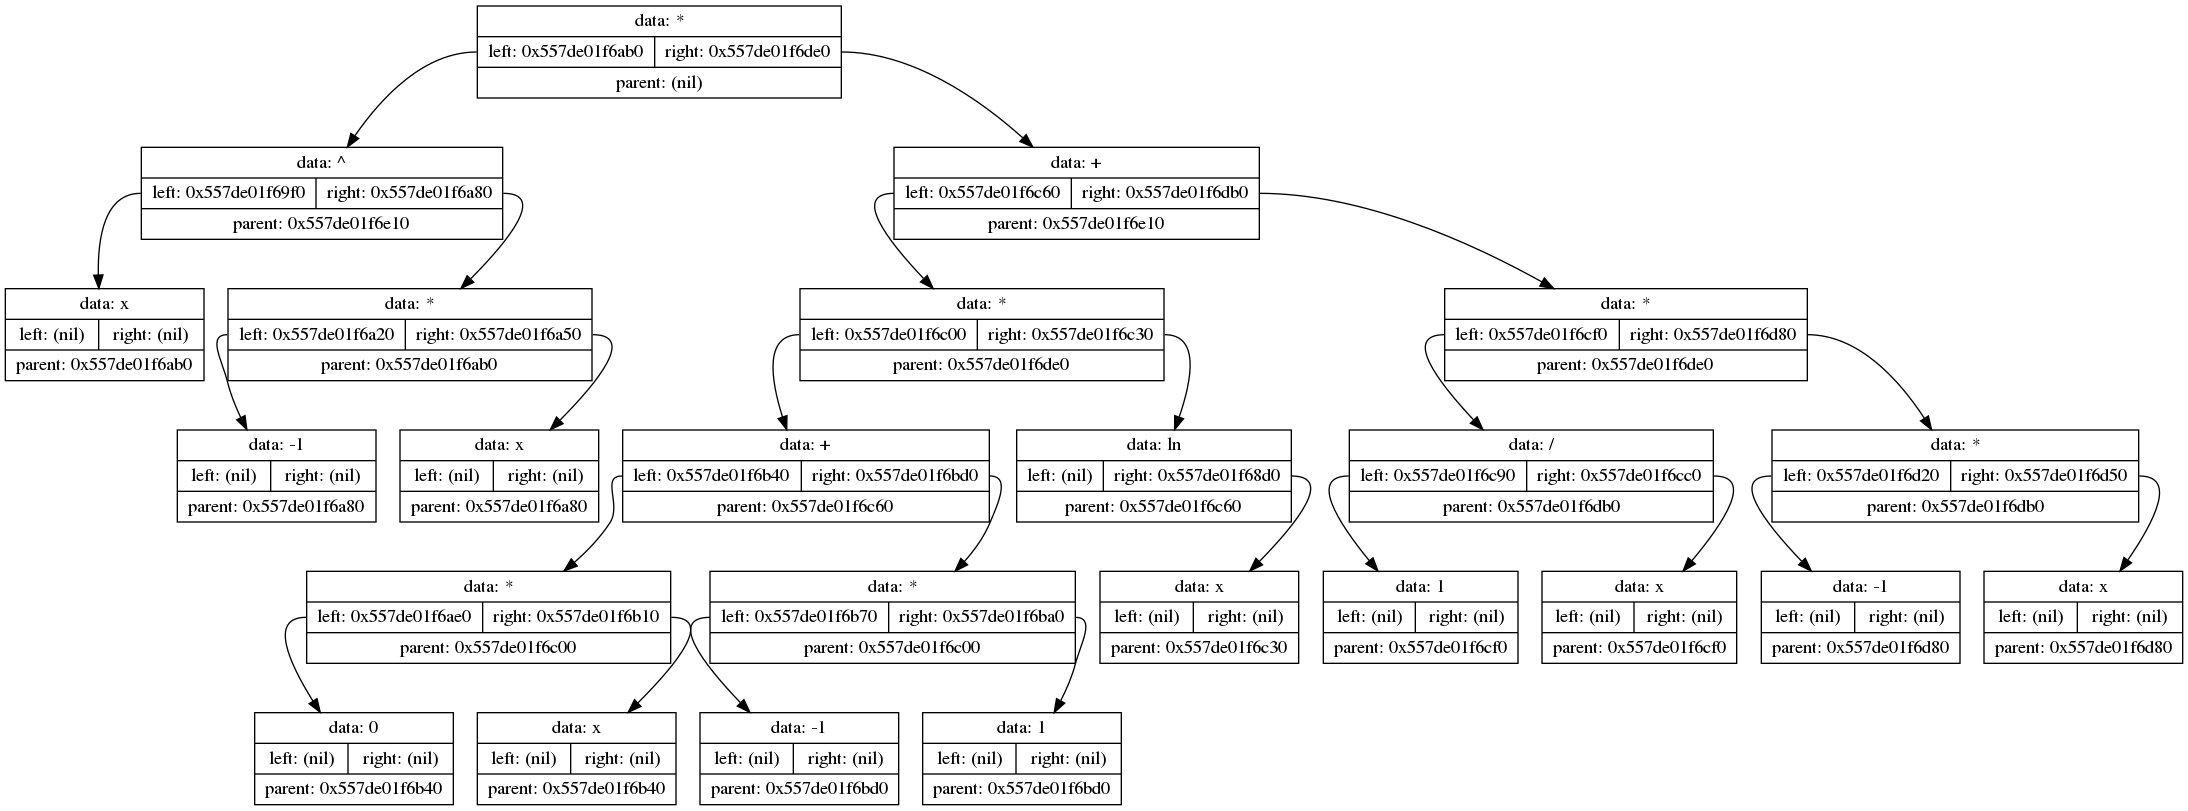 data: *
left: 0x557de01f6ab0 right: 0x557de01f6de0
parent: (nil)
data: ^
left: 0x557de01f69f0 right: 0x557de01f6a80
parent: 0x557de01f6e10
data: +
left: 0x557de01f6c60 right: 0x557de01f6db0
parent: 0x557de01f6e10
data: x
left: (nil) right: (nil)
parent: 0x557de01f6ab0
data: *
left: 0x557de01f6a20 right: 0x557de01f6a50
parent: 0x557de01f6ab0
data: *
left: 0x557de01f6c00 right: 0x557de01f6c30
parent: 0x557de01f6de0
data: *
left: 0x557de01f6cf0 right: 0x557de01f6d80
parent: 0x557de01f6de0
data: -1
left: (nil) right: (nil)
parent: 0x557de01f6a80
data: x
left: (nil) right: (nil)
parent: 0x557de01f6a80
data: +
left: 0x557de01f6b40 right: 0x557de01f6bd0
parent: 0x557de01f6c60
data: ln
left: (nil) right: 0x557de01f68d0
parent: 0x557de01f6c60
data: /
left: 0x557de01f6c90 right: 0x557de01f6cc0
parent: 0x557de01f6db0
data: *
left: 0x557de01f6d20 right: 0x557de01f6d50
parent: 0x557de01f6db0
data: *
left: 0x557de01f6ae0 right: 0x557de01f6b10
parent: 0x557de01f6c00
data: *
left: 0x557de01f6b70 right: 0x557de01f6ba0
parent: 0x557de01f6c00
data: x
left: (nil) right: (nil)
parent: 0x557de01f6c30
data: 1
left: (nil) right: (nil)
parent: 0x557de01f6cf0
data: x
left: (nil) right: (nil)
parent: 0x557de01f6cf0
data: -1
left: (nil) right: (nil)
parent: 0x557de01f6d80
data: x
left: (nil) right: (nil)
parent: 0x557de01f6d80
data: 0
left: (nil) right: (nil)
parent: 0x557de01f6b40
data: x
left: (nil) right: (nil)
parent: 0x557de01f6b40
data: -1
left: (nil) right: (nil)
parent: 0x557de01f6bd0
data: 1
left: (nil) right: (nil)
parent: 0x557de01f6bd0